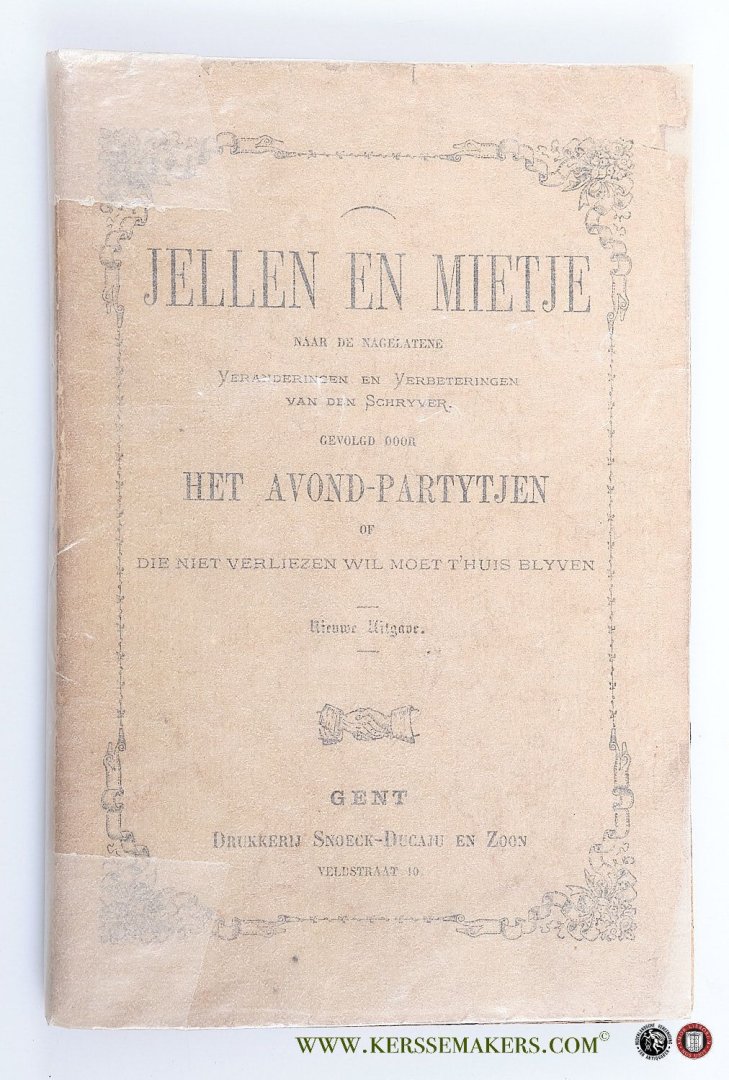 JELLEN EN MIETJE
NAAR DE NAGELATENE
VERANDERINGEN EN VERBETERINGEN
VAN DEN SCHRYVER.
GEVOLGD DOOR
HET AVOND-PARTYTJEN
OF
DIE NIET VERLIEZEN WIL MOET T'HUIS BLYVEN
Nieuwe Uitgave.
GENT
DRUKKERIJ SNOECK-DUCAJU EN ZOON
VELDSTRAAT 40.
WWW.KERSSEMAKERS.COM©